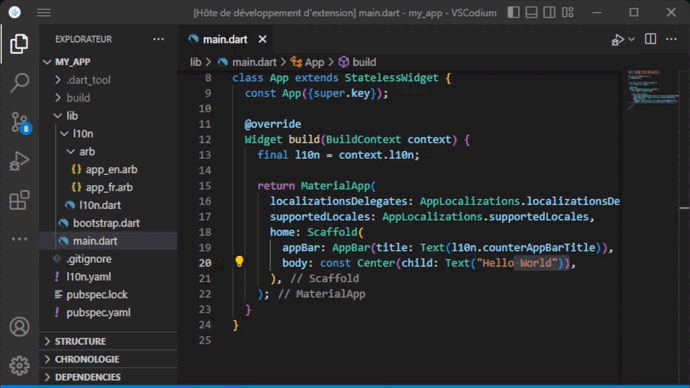 [Hôte de développement d'extension] main.dart - my_app - VSCodium
EXPLORATEUR
MY_APP
.dart_tool
build
lib
l10n
arb
{} app_en.arb
{} app_fr.arb
l10n.dart
bootstrap.dart
main.dart
.gitignore
! l10n.yaml
pubspec.lock
! pubspec.yaml
STRUCTURE
CHRONOLOGIE
DEPENDENCIES
8
main.dart
lib > main.dart > App > build
8 class App extends StatelessWidget {
9 const App({super.key});
10
11 @override
12 Widget build(BuildContext context) {
13 final l10n = context.l10n;
14
15 return MaterialApp(
16 localizationsDelegates: AppLocalizations.localizationsDe
17 supportedLocales: AppLocalizations.supportedLocales,
18 home: Scaffold(
19 appBar: AppBar(title: Text(l10n.counterAppBarTitle)),
20 body: const Center(child: Text("Hello World")),
21 ), // Scaffold
22 ); // MaterialApp
23 }
24 }
25